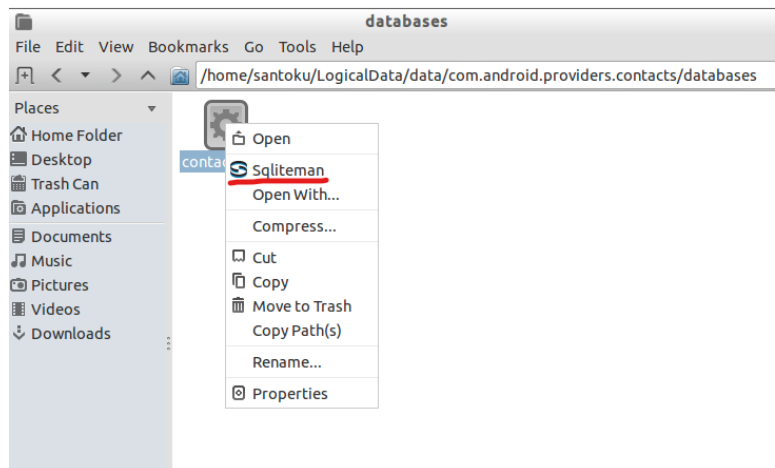 databases
File Edit View Bookmarks Go Tools Help
/home/santoku/LogicalData/data/com.android.providers.contacts/databases
Places
Home Folder
Desktop
Trash Can
Applications
Documents
Music
Pictures
Videos
Downloads
Open
Sqliteman
Open With...
Compress...
Cut
Copy
Move to Trash
Copy Path(s)
Rename...
Properties